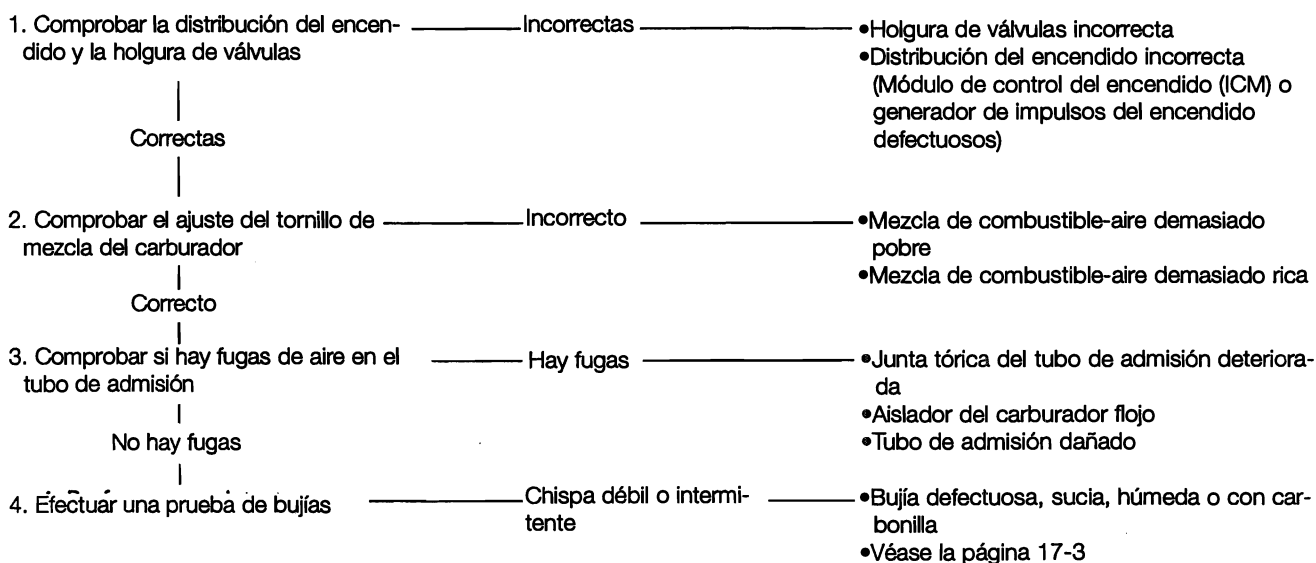 1. Comprobar la distribución del encen- Incorrectas •Holgura de válvulas incorrecta
dido y la holgura de válvulas •Distribución del encendido incorrecta
(Módulo de control del encendido (ICM) o
generador de impulsos del encendido
Correctas defectuosos)
2. Comprobar el ajuste del tornillo de Incorrecto •Mezcla de combustible-aire demasiado
mezcla del carburador pobre
•Mezcla de combustible-aire demasiado rica
Correcto
3. Comprobar si hay fugas de aire en el Hay fugas •Junta tórica del tubo de admisión deteriora-
tubo de admisión da
•Aislador del carburador flojo
No hay fugas •Tubo de admisión dañado
4. Efectuar una prueba de bujías Chispa débil o intermi- •Bujía defectuosa, sucia, húmeda o con car-
tente bonilla
•Véase la página 17-3